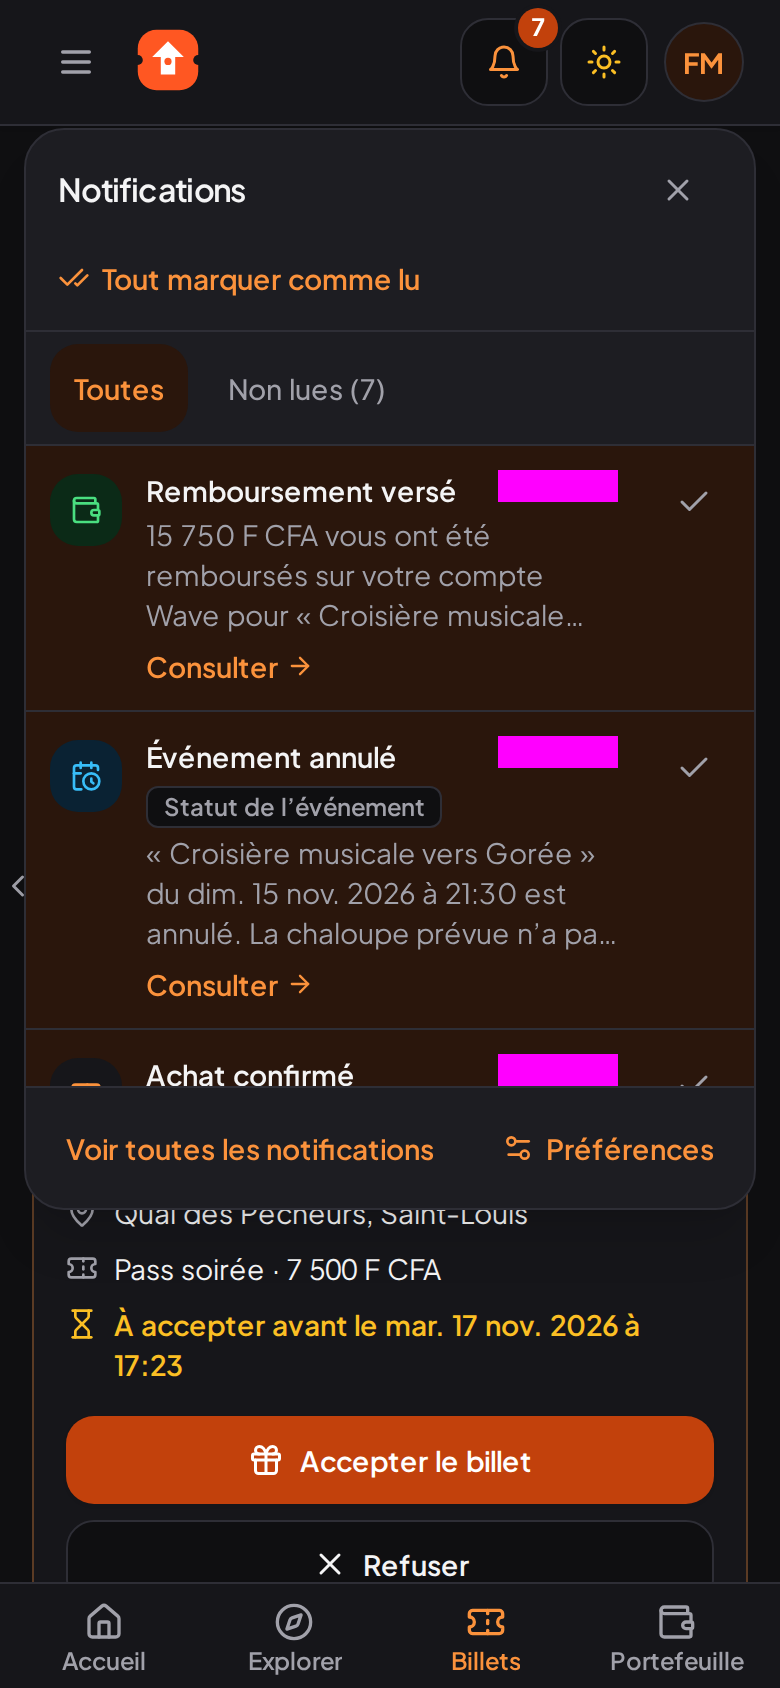 7
FM
Notifications
Tout marquer comme lu
Toutes
Non lues (7)
Remboursement versé
15 750 F CFA vous ont été
remboursés sur votre compte
Wave pour « Croisière musicale…
Consulter →
Événement annulé
Statut de l’événement
« Croisière musicale vers Gorée »
du dim. 15 nov. 2026 à 21:30 est
annulé. La chaloupe prévue n’a pa…
Consulter →
Achat confirmé
Voir toutes les notifications
Préférences
Quai des Pêcheurs, Saint-Louis
Pass soirée · 7 500 F CFA
À accepter avant le mar. 17 nov. 2026 à
17:23
Accepter le billet
Refuser
Accueil
Explorer
Billets
Portefeuille